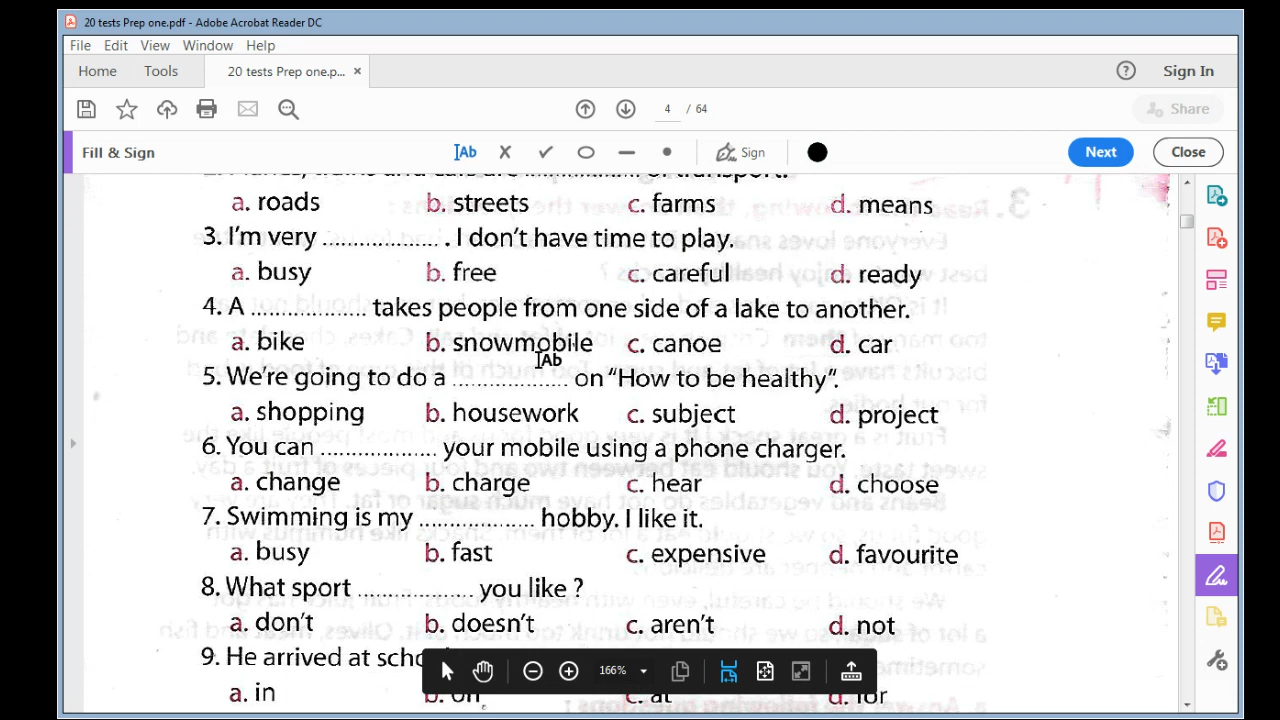 20 tests Prep one.pdf - Adobe Acrobat Reader DC
File Edit View Window Help
Home Tools 20 tests Prep one.p... × ? Sign In
4 / 64 Share
Fill & Sign IAb Sign Next Close
a. roads b. streets c. farms d. means
3. I'm very .................. . I don't have time to play.
a. busy b. free c. careful d. ready
4. A .................. takes people from one side of a lake to another.
a. bike b. snowmobile c. canoe d. car
IAb
5. We're going to do a .................. on “How to be healthy”.
a. shopping b. housework c. subject d. project
6. You can .................. your mobile using a phone charger.
a. change b. charge c. hear d. choose
7. Swimming is my .................. hobby. I like it.
a. busy b. fast c. expensive d. favourite
8. What sport .................. you like ?
a. don't b. doesn't c. aren't d. not
9. He arrived at
166%
a. in b. on c. at d. for